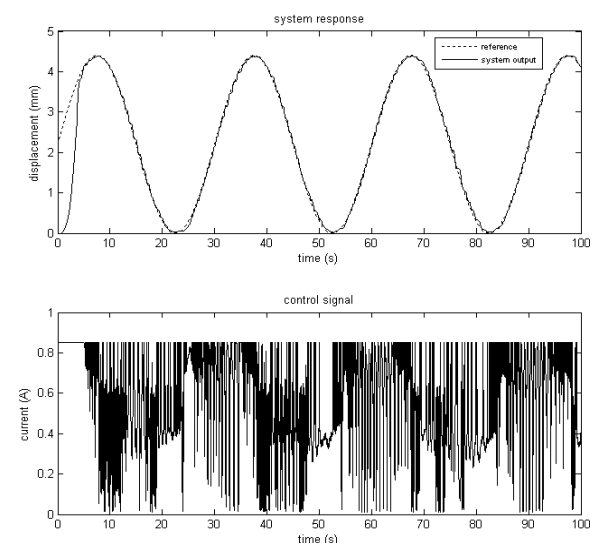 system response
5
4
3
2
1
0
displacement (mm)
reference
system output
0 10 20 30 40 50 60 70 80 90 100
time (s)
control signal
1
0.8
0.6
0.4
0.2
0
current (A)
0 10 20 30 40 50 60 70 80 90 100
time (s)